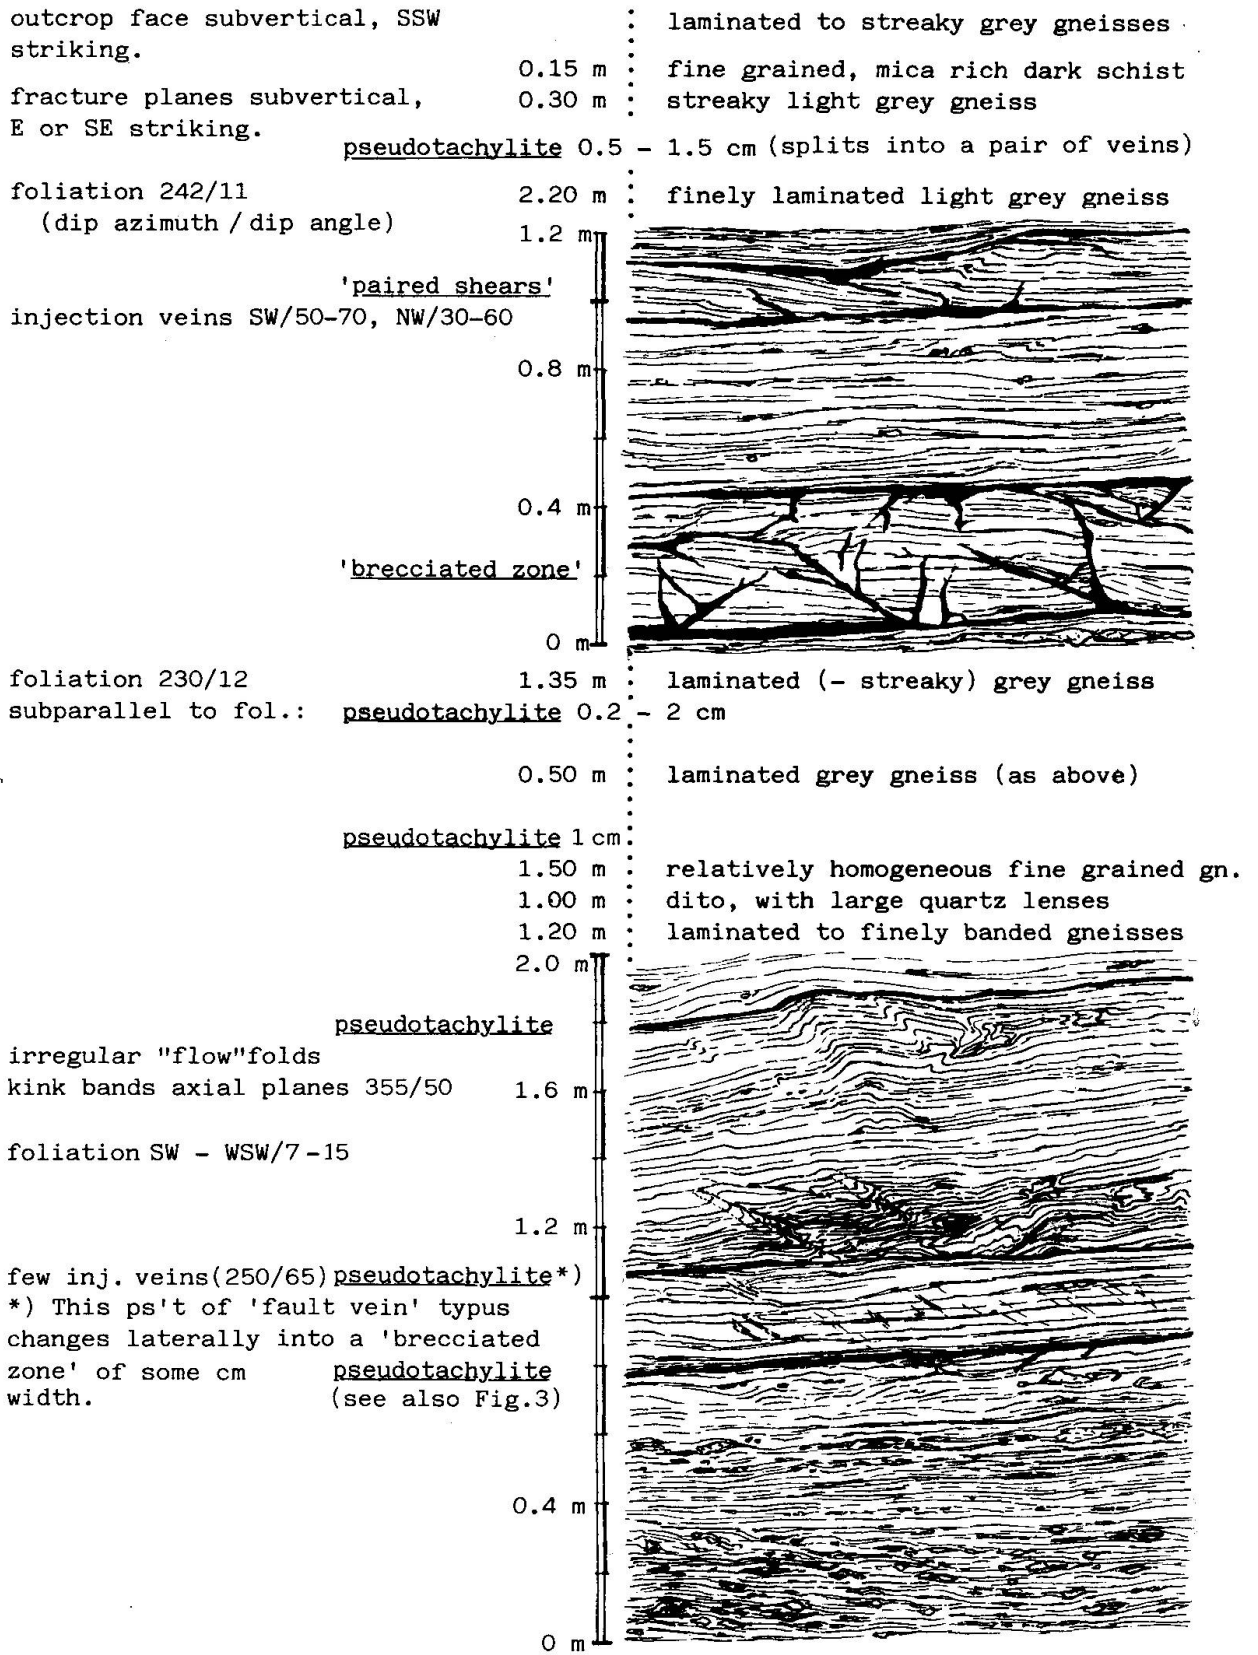 outcrop face subvertical, SSW
striking.
laminated to streaky grey gneisses
0.15 m : fine grained, mica rich dark schist
fracture planes subvertical,
E or SE striking.
0.30 m : streaky light grey gneiss
pseudotachylite 0.5 - 1.5 cm (splits into a pair of veins)
foliation 242/11
(dip azimuth / dip angle)
2.20 m : finely laminated light grey gneiss
1.2 m
'paired shears'
injection veins SW/50-70, NW/30-60
0.8 m
0.4 m
'brecciated zone'
0 m
foliation 230/12 1.35 m : laminated (- streaky) grey gneiss
subparallel to fol.: pseudotachylite 0.2 - 2 cm
0.50 m : laminated grey gneiss (as above)
pseudotachylite 1 cm
1.50 m : relatively homogeneous fine grained gn.
1.00 m : dito, with large quartz lenses
1.20 m : laminated to finely banded gneisses
2.0 m
pseudotachylite
irregular "flow"folds
kink bands axial planes 355/50 1.6 m
foliation SW - WSW/7-15
1.2 m
few inj. veins(250/65) pseudotachylite*)
*) This ps't of 'fault vein' typus
changes laterally into a 'brecciated
zone' of some cm pseudotachylite
width. (see also Fig.3)
0.4 m
0 m